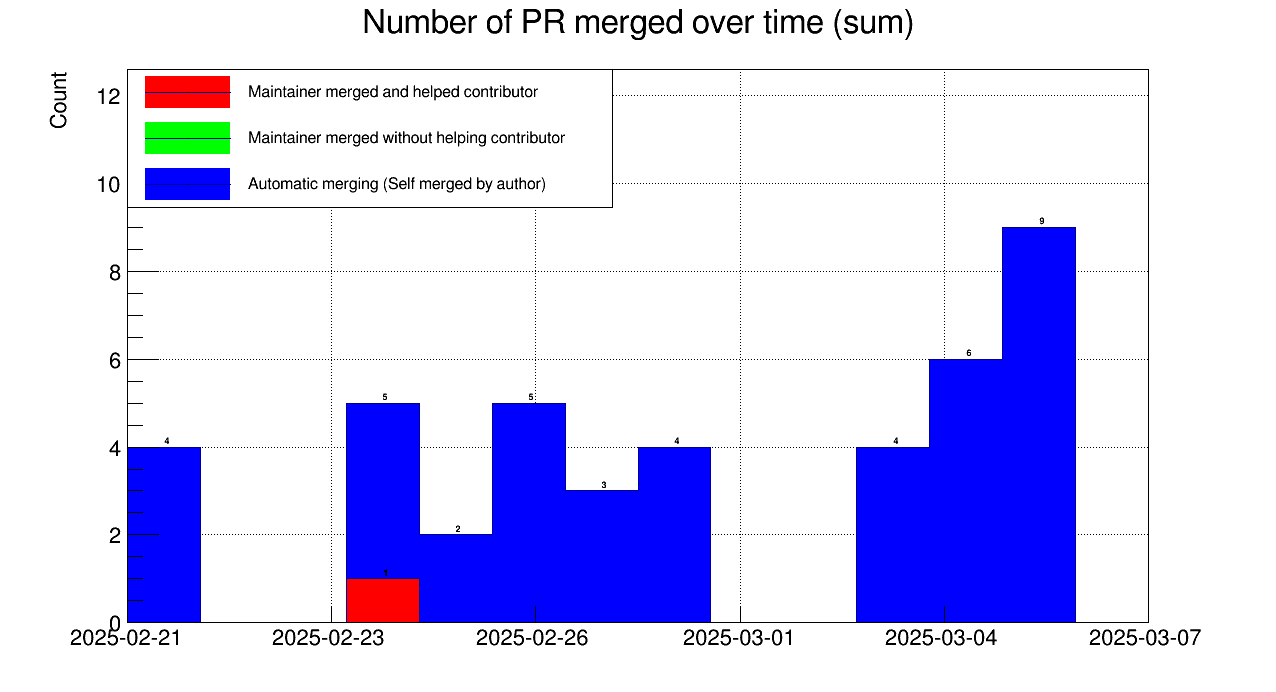 Number of PR merged over time (sum)
Count
Maintainer merged and helped contributor
Maintainer merged without helping contributor
Automatic merging (Self merged by author)
12
10
8
6
4
2
0
4
5
1
2
5
3
4
4
6
9
2025-02-21 2025-02-23 2025-02-26 2025-03-01 2025-03-04 2025-03-07